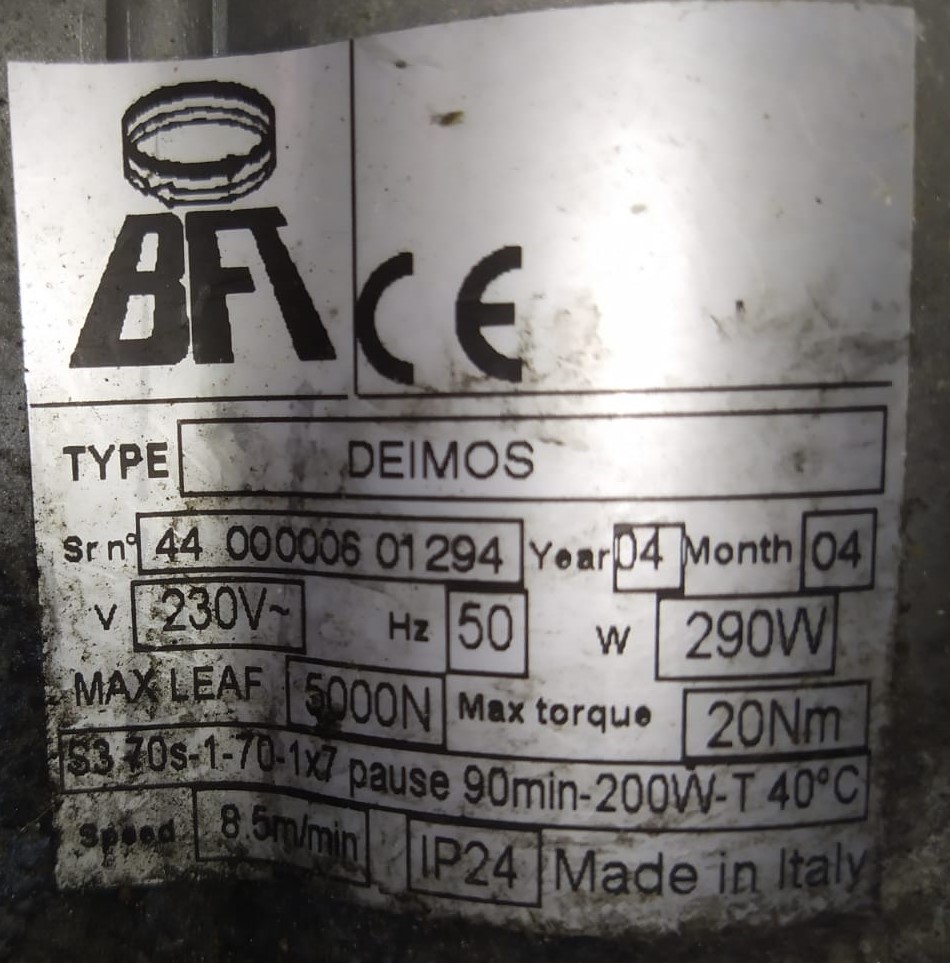 BFT
CE
TYPE DEIMOS
Sr n° 44 000006 01294 Year 04 Month 04
V 230V~ Hz 50 W 290W
MAX LEAF 5000N Max torque 20Nm
S3 70s-1-70-1x7 pause 90min-200W-T 40°C
Speed 8.5m/min IP24 Made in Italy